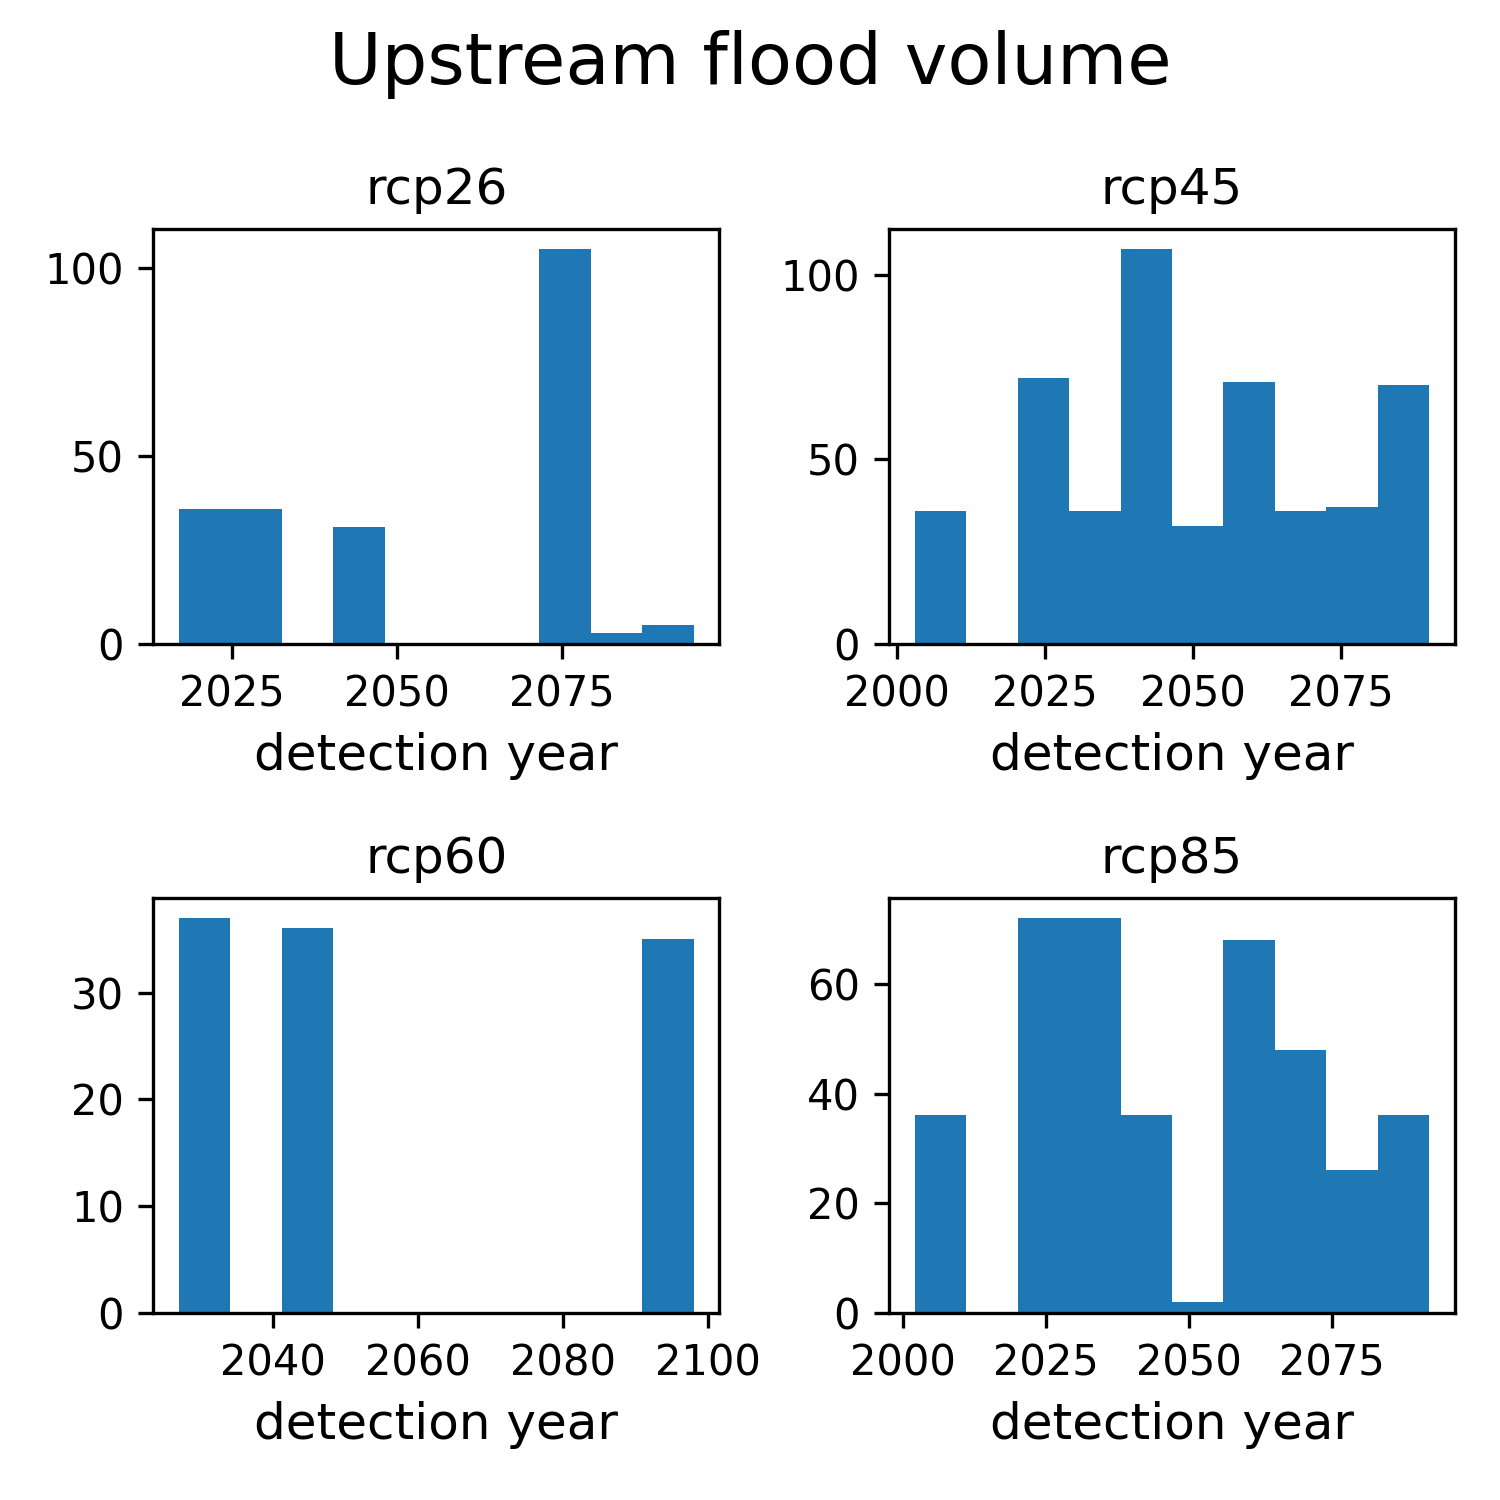 Upstream flood volume
rcp26
100
50
0
2025 2050 2075
detection year
rcp45
100
50
0
2000 2025 2050 2075
detection year
rcp60
30
20
10
0
2040 2060 2080 2100
detection year
rcp85
60
40
20
0
2000 2025 2050 2075
detection year